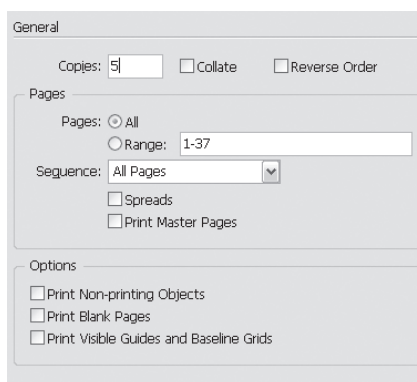 General
Copies: 5 Collate Reverse Order
Pages
Pages: All
Range: 1-37
Sequence: All Pages
Spreads
Print Master Pages
Options
Print Non-printing Objects
Print Blank Pages
Print Visible Guides and Baseline Grids